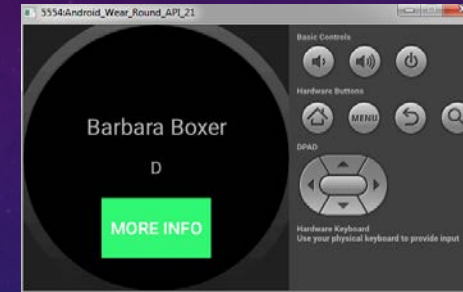 5554:Android_Wear_Round_API_21
Basic Controls
Hardware Buttons
MENU
DPAD
Hardware Keyboard
Use your physical keyboard to provide input
Barbara Boxer
D
MORE INFO